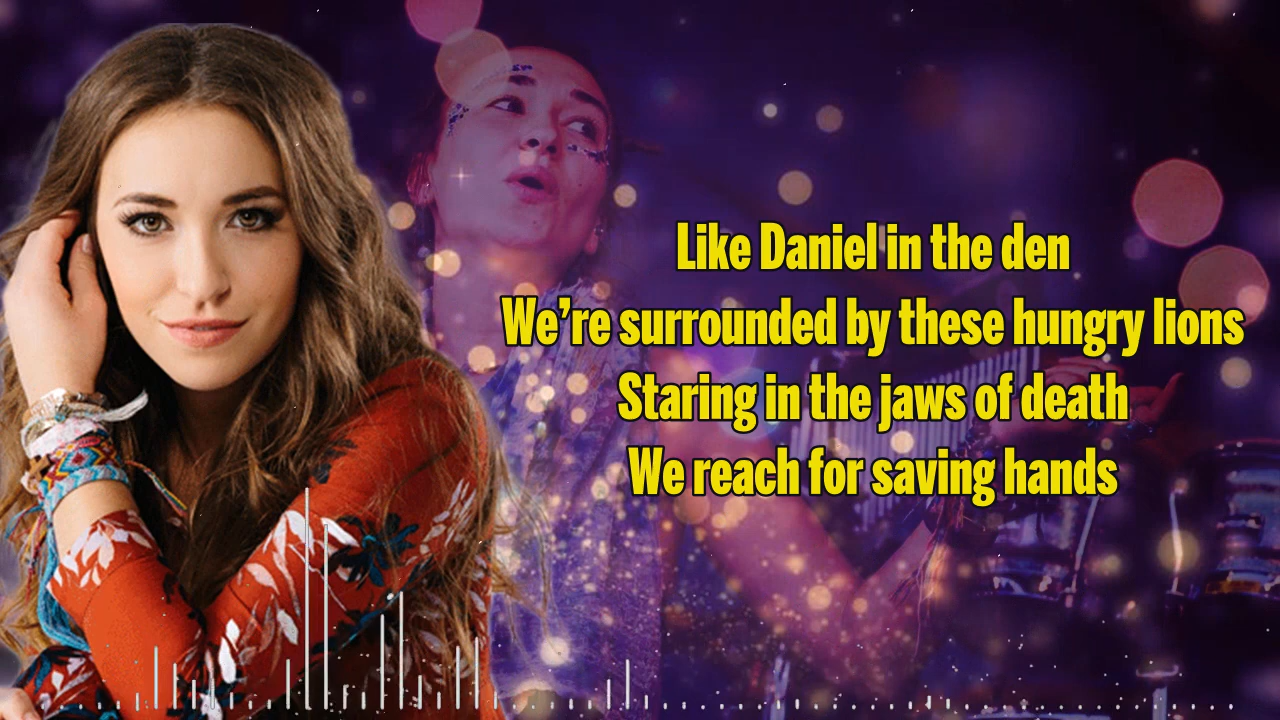 Like Daniel in the den
We're surrounded by these hungry lions
Staring in the jaws of death
We reach for saving hands